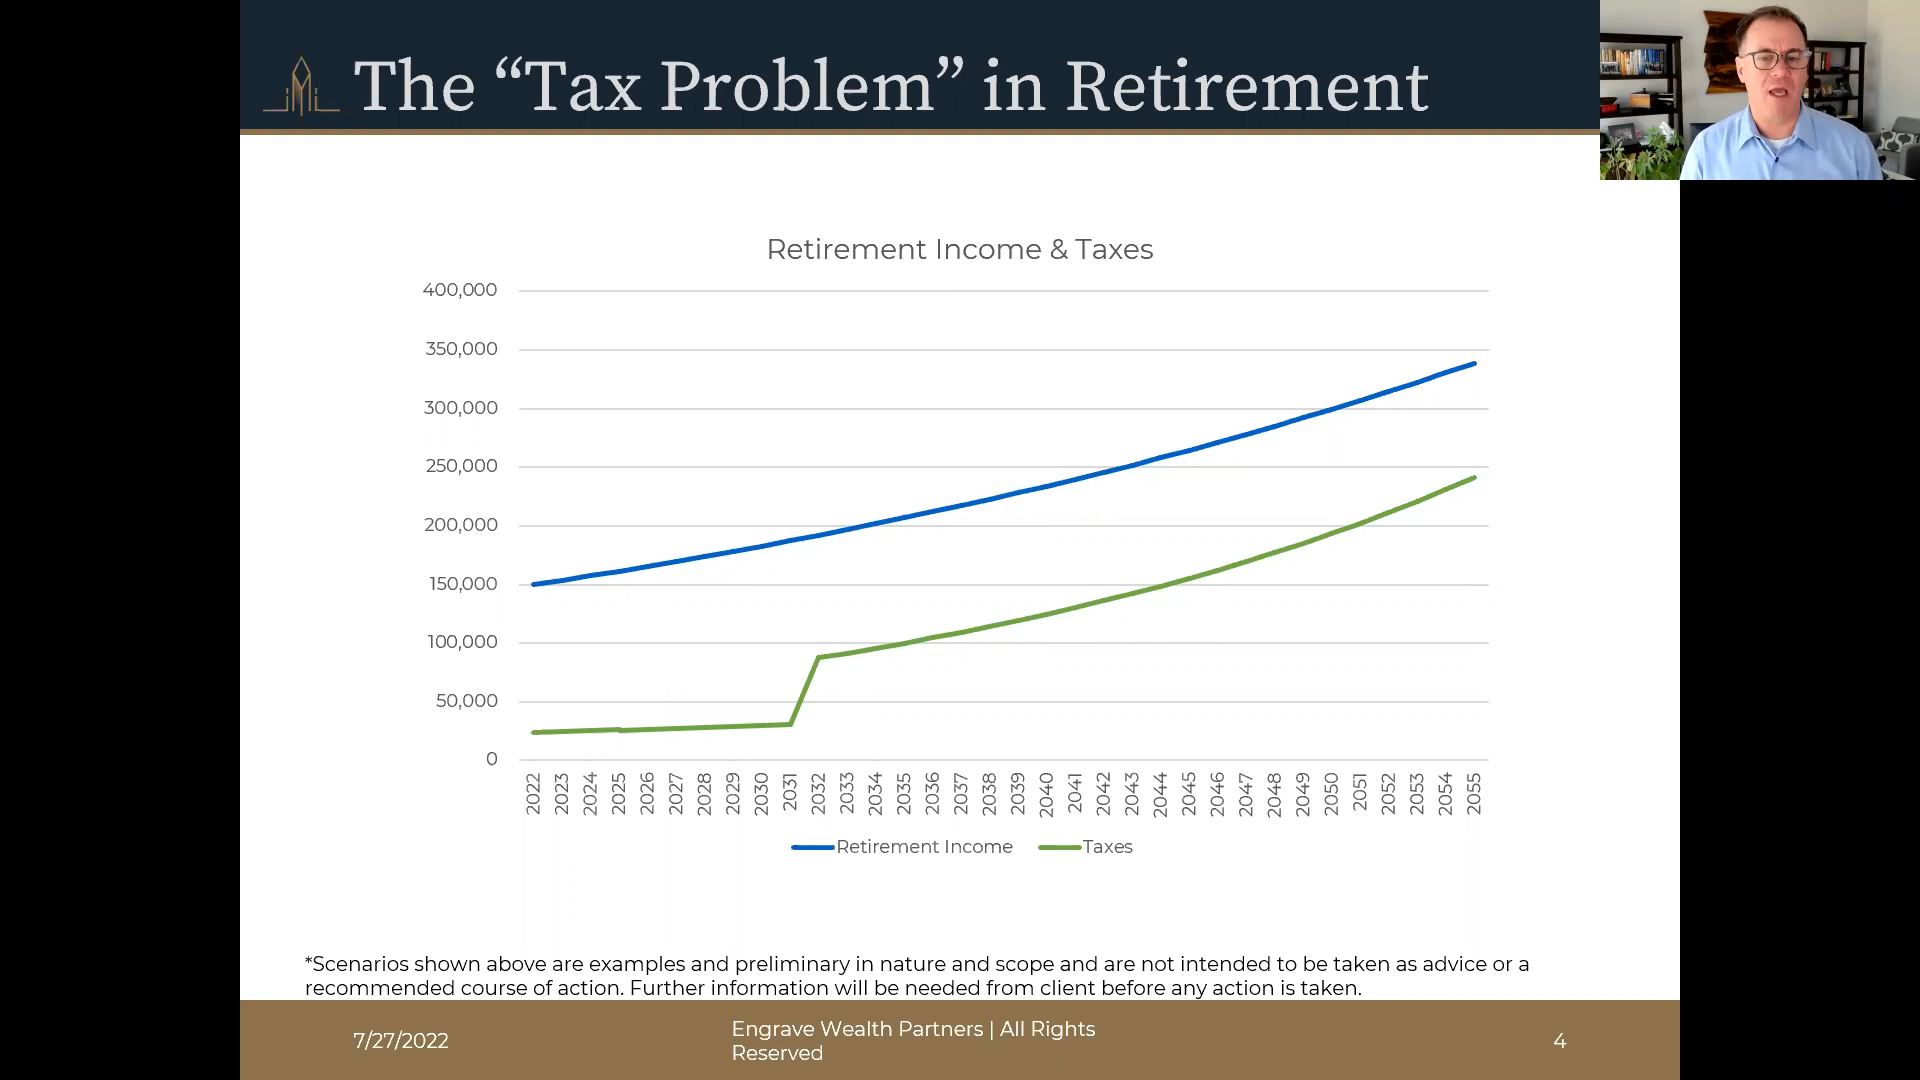 The “Tax Problem” in Retirement
Retirement Income & Taxes
400,000
350,000
300,000
250,000
200,000
150,000
100,000
50,000
0
2022 2023 2024 2025 2026 2027 2028 2029 2030 2031 2032 2033 2034 2035 2036 2037 2038 2039 2040 2041 2042 2043 2044 2045 2046 2047 2048 2049 2050 2051 2052 2053 2054 2055
Retirement Income Taxes
*Scenarios shown above are examples and preliminary in nature and scope and are not intended to be taken as advice or a
recommended course of action. Further information will be needed from client before any action is taken.
7/27/2022
Engrave Wealth Partners | All Rights
Reserved
4